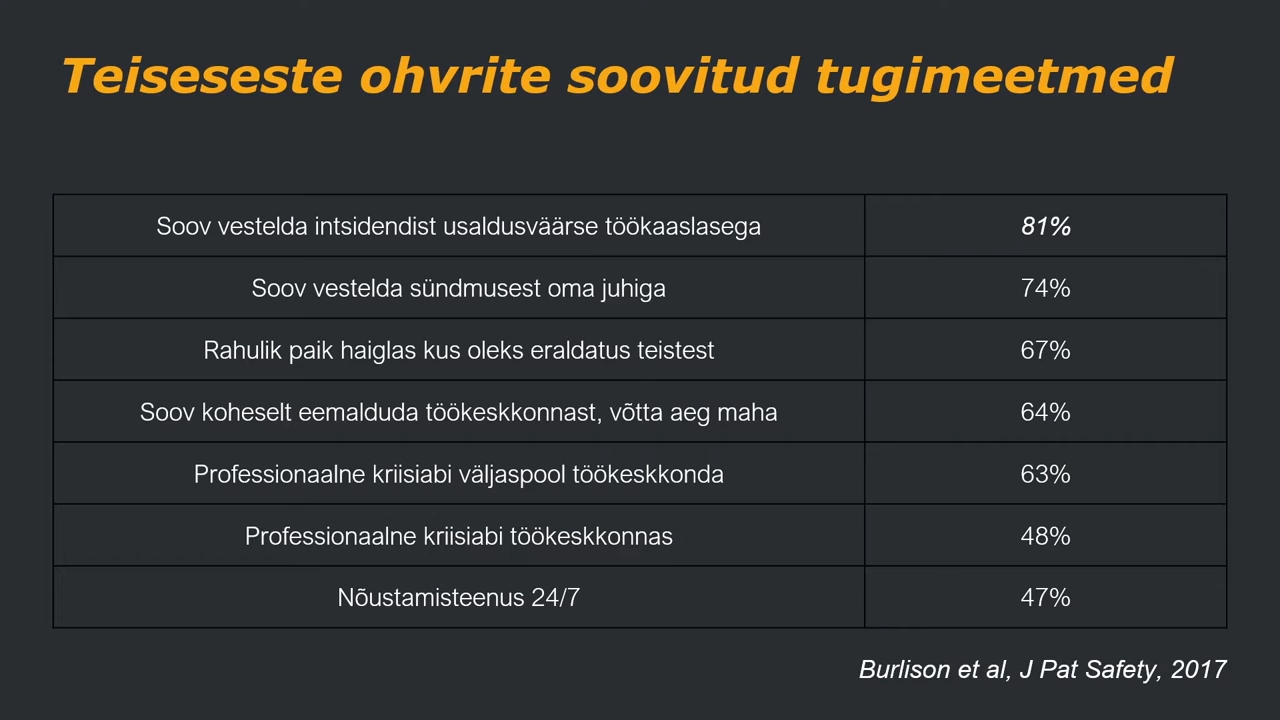 Teiseseste ohvrite soovitud tugimeetmed
Soov vestelda intsidendist usaldusväärse töökaaslasega 81%
Soov vestelda sündmusest oma juhiga 74%
Rahulik paik haiglas kus oleks eraldatus teistest 67%
Soov koheselt eemalduda töökeskkonnast, võtta aeg maha 64%
Professionaalne kriisiabi väljaspool töökeskkonda 63%
Professionaalne kriisiabi töökeskkonnas 48%
Nõustamisteenus 24/7 47%
Burlison et al, J Pat Safety, 2017